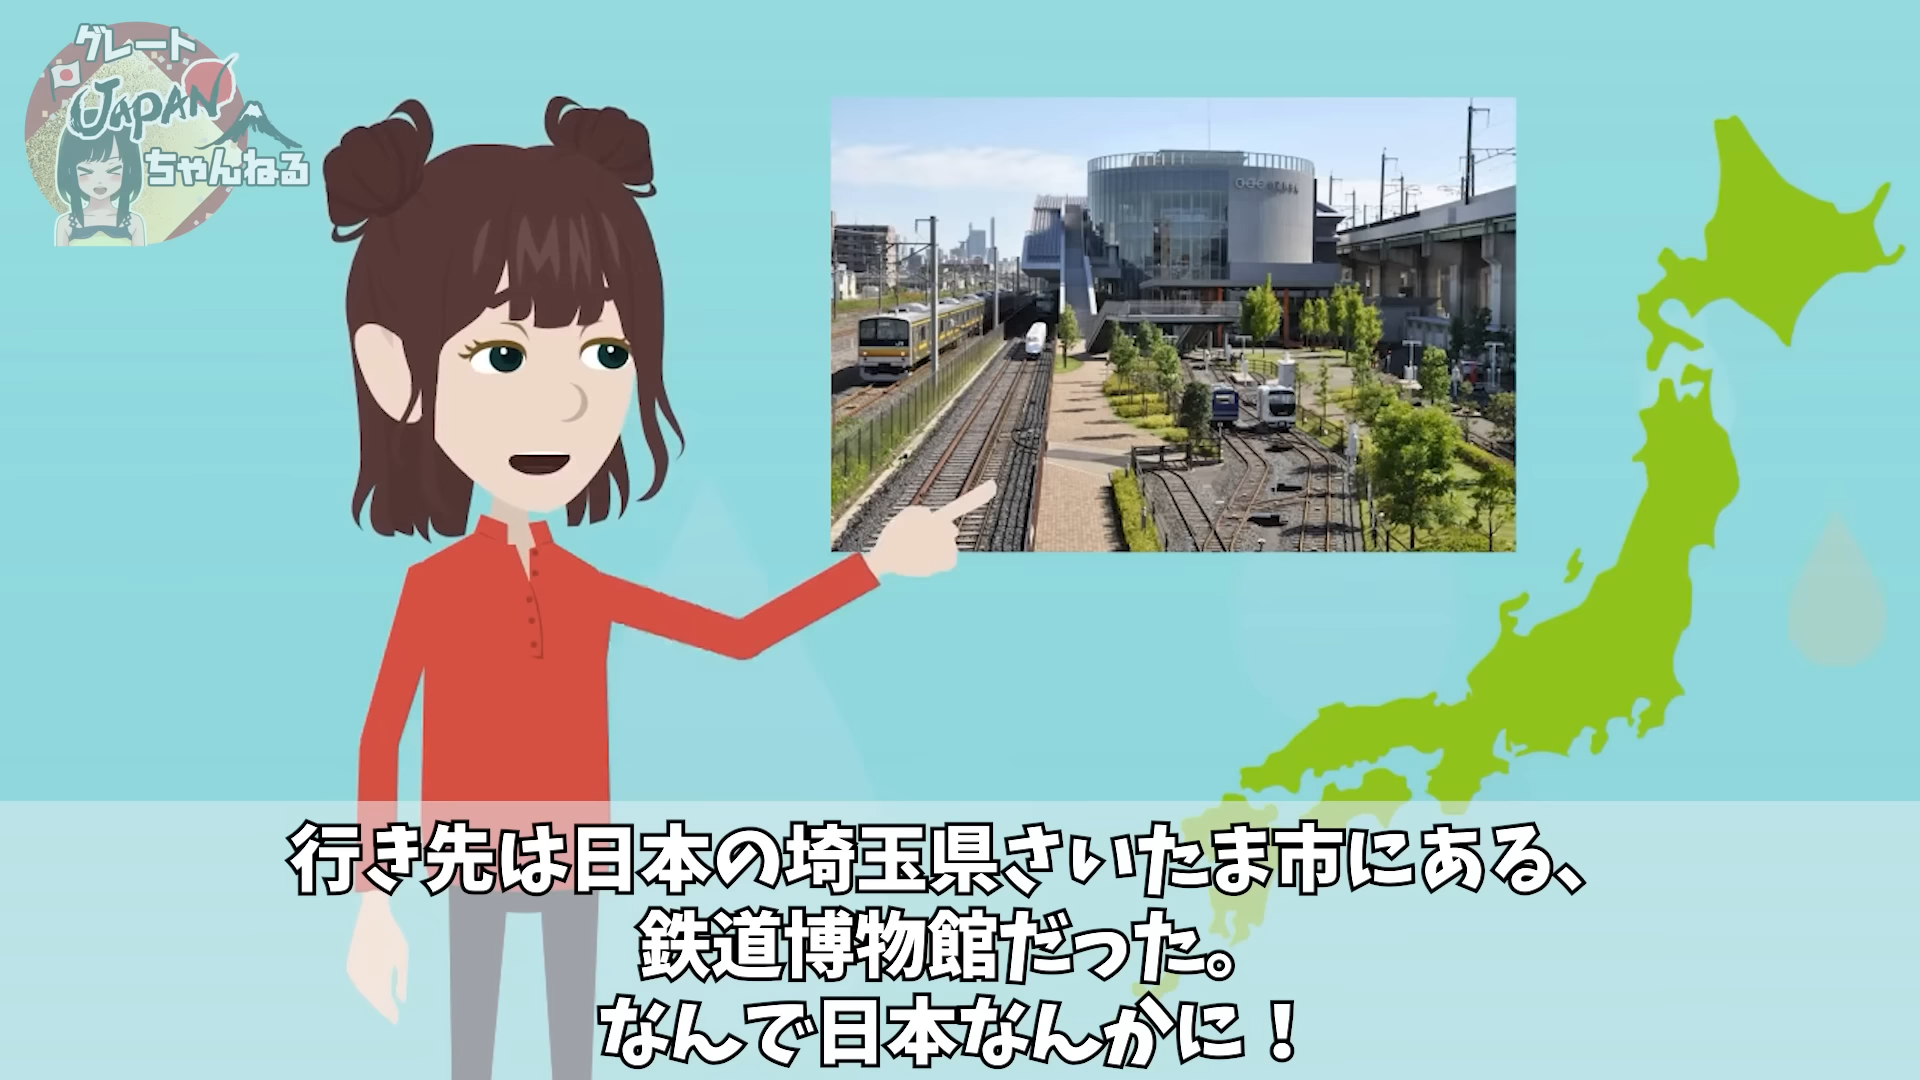 グレート
JAPAN
ちゃんねる
行き先は日本の埼玉県さいたま市にある、
鉄道博物館だった。
なんで日本なんかに！